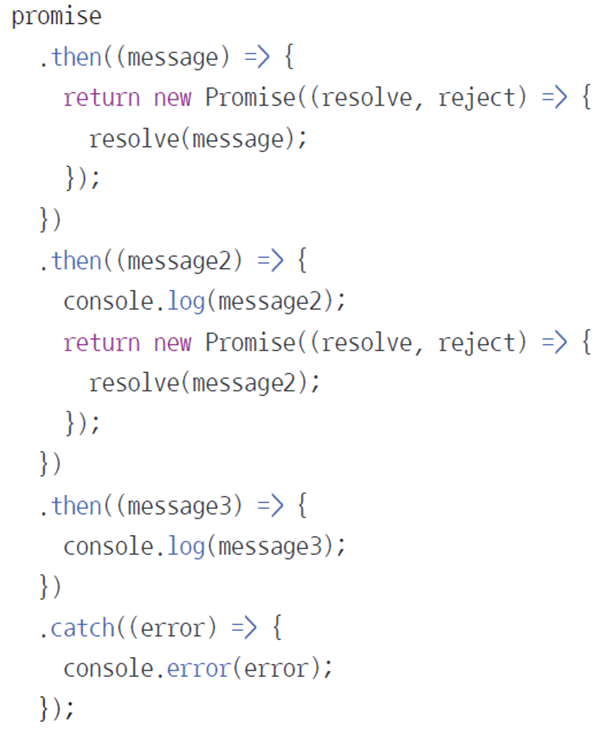 promise
  .then((message) => {
    return new Promise((resolve, reject) => {
      resolve(message);
    });
  })
  .then((message2) => {
    console.log(message2);
    return new Promise((resolve, reject) => {
      resolve(message2);
    });
  })
  .then((message3) => {
    console.log(message3);
  })
  .catch((error) => {
    console.error(error);
  });